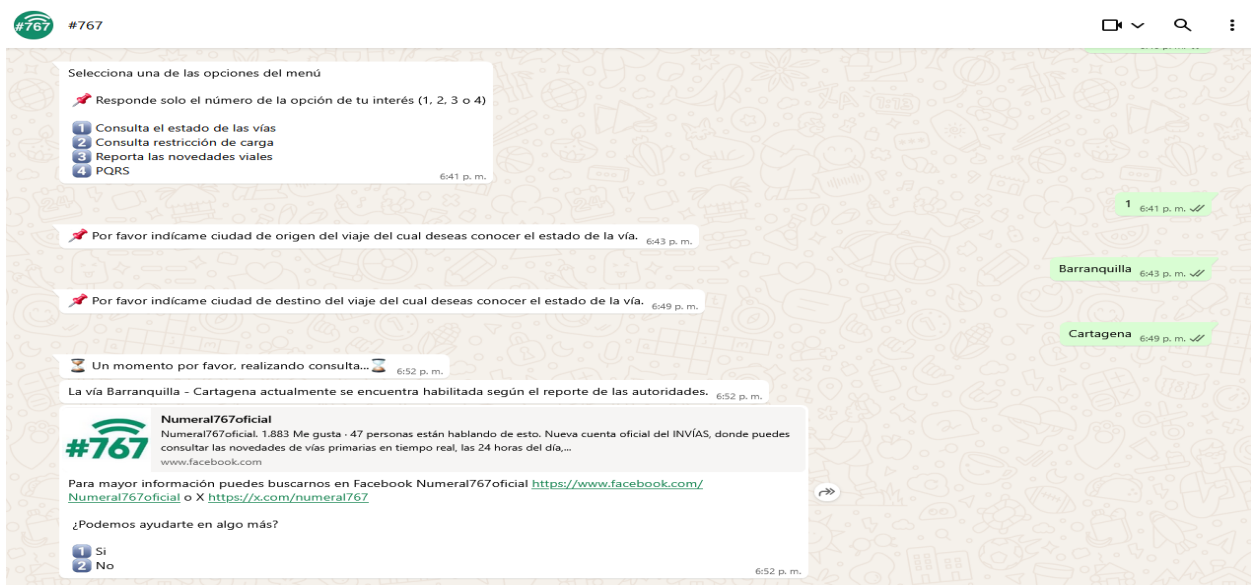 #767
#767
Selecciona una de las opciones del menú
📌 Responde solo el número de la opción de tu interés (1, 2, 3 o 4)
1 Consulta el estado de las vías
2 Consulta restricción de carga
3 Reporta las novedades viales
4 PQRS
6:41 p. m.
1 6:41 p. m.
📌 Por favor indícame ciudad de origen del viaje del cual deseas conocer el estado de la vía. 6:43 p. m.
Barranquilla 6:43 p. m.
📌 Por favor indícame ciudad de destino del viaje del cual deseas conocer el estado de la vía. 6:49 p. m.
Cartagena 6:49 p. m.
⏳ Un momento por favor, realizando consulta...⌛ 6:52 p. m.
La vía Barranquilla - Cartagena actualmente se encuentra habilitada según el reporte de las autoridades. 6:52 p. m.
#767
Numeral767oficial
Numeral767oficial. 1.883 Me gusta · 47 personas están hablando de esto. Nueva cuenta oficial del INVÍAS, donde puedes
consultar las novedades de vías primarias en tiempo real, las 24 horas del día,...
www.facebook.com
Para mayor información puedes buscarnos en Facebook Numeral767oficial https://www.facebook.com/
Numeral767oficial o X https://x.com/numeral767
¿Podemos ayudarte en algo más?
1 Si
2 No
6:52 p. m.